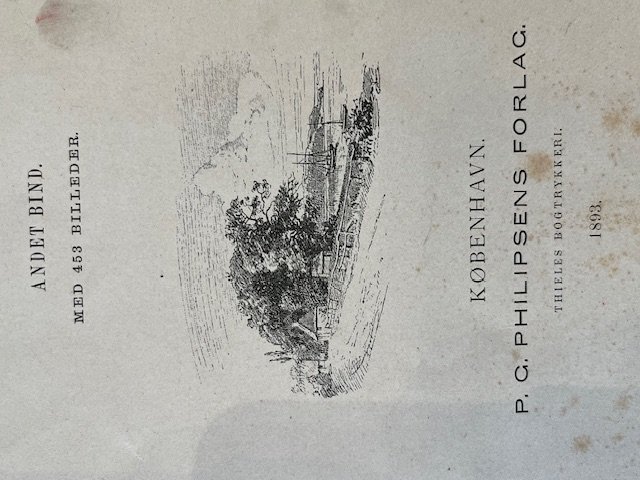 ANDET BIND.
MED 453 BILLEDER.
KØBENHAVN.
P. G. PHILIPSENS FORLAG.
THIELES BOGTRYKKERI.
1893.